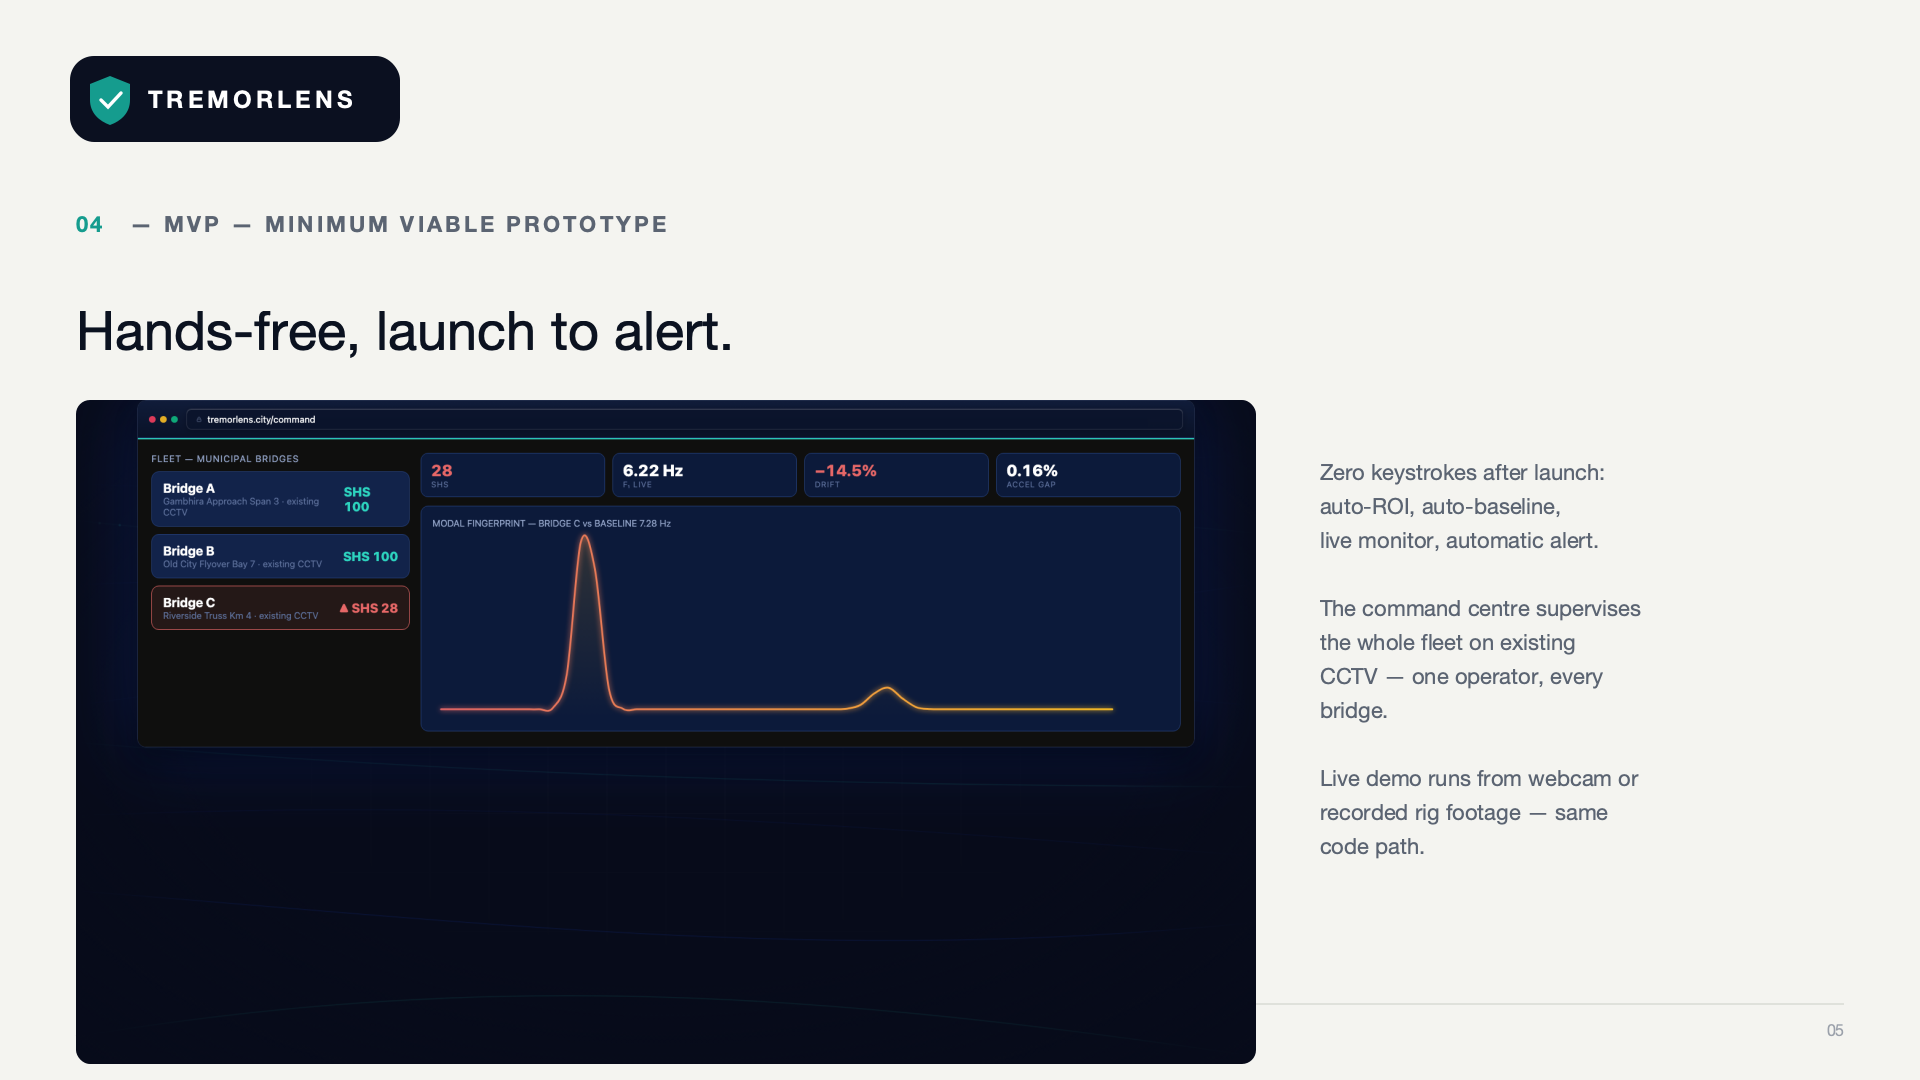 TREMORLENS
04 — MVP — MINIMUM VIABLE PROTOTYPE
Hands-free, launch to alert.
tremorlens.city/command
FLEET — MUNICIPAL BRIDGES
Bridge A
Gambhira Approach Span 3 · existing
CCTV
SHS
100
Bridge B
Old City Flyover Bay 7 · existing CCTV
SHS 100
Bridge C
Riverside Truss Km 4 · existing CCTV
▲ SHS 28
28
SHS
6.22 Hz
F₁ LIVE
−14.5%
DRIFT
0.16%
ACCEL GAP
MODAL FINGERPRINT — BRIDGE C vs BASELINE 7.28 Hz
Zero keystrokes after launch:
auto-ROI, auto-baseline,
live monitor, automatic alert.
The command centre supervises
the whole fleet on existing
CCTV — one operator, every
bridge.
Live demo runs from webcam or
recorded rig footage — same
code path.
05